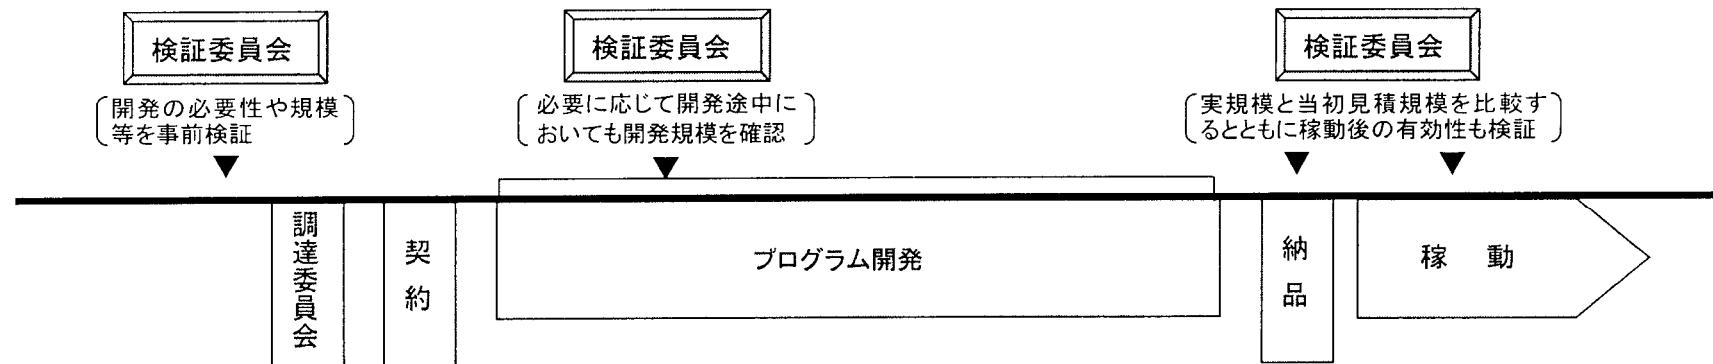 検証委員会
開発の必要性や規模
等を事前検証
検証委員会
必要に応じて開発途中に
おいても開発規模を確認
検証委員会
実規模と当初見積規模を比較す
るとともに稼動後の有効性も検証
調達委員会
契約
プログラム開発
納品
稼動